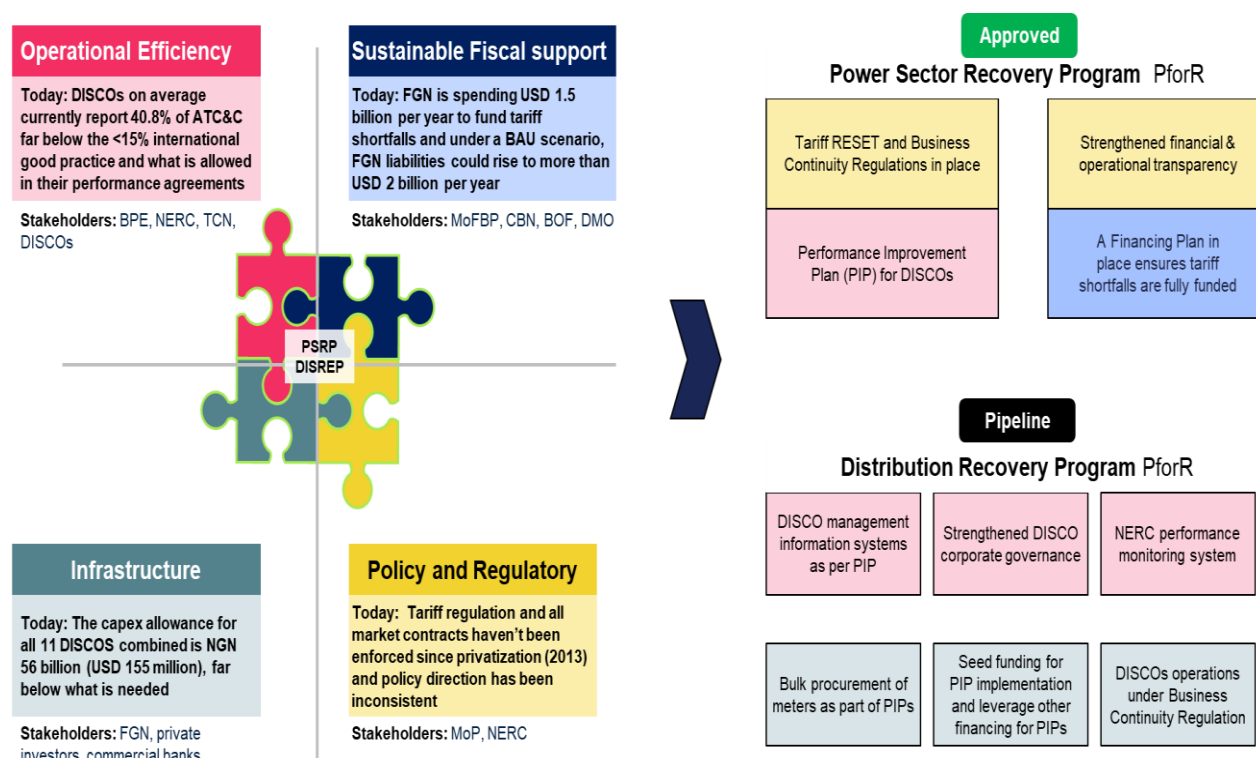 Operational Efficiency
Today: DISCOs on average
currently report 40.8% of ATC&C
far below the <15% international
good practice and what is allowed
in their performance agreements
Stakeholders: BPE, NERC, TCN,
DISCOs
Sustainable Fiscal support
Today: FGN is spending USD 1.5
billion per year to fund tariff
shortfalls and under a BAU scenario,
FGN liabilities could rise to more than
USD 2 billion per year
Stakeholders: MoFBP, CBN, BOF, DMO
PSRP
DISREP
Infrastructure
Today: The capex allowance for
all 11 DISCOS combined is NGN
56 billion (USD 155 million), far
below what is needed
Stakeholders: FGN, private
investors, commercial banks
Policy and Regulatory
Today: Tariff regulation and all
market contracts haven't been
enforced since privatization (2013)
and policy direction has been
inconsistent
Stakeholders: MoP, NERC
Approved
Power Sector Recovery Program PforR
Tariff RESET and Business
Continuity Regulations in place
Strengthened financial &
operational transparency
Performance Improvement
Plan (PIP) for DISCOs
A Financing Plan in
place ensures tariff
shortfalls are fully funded
Pipeline
Distribution Recovery Program PforR
DISCO management
information systems
as per PIP
Strengthened DISCO
corporate governance
NERC performance
monitoring system
Bulk procurement of
meters as part of PIPs
Seed funding for
PIP implementation
and leverage other
financing for PIPs
DISCOs operations
under Business
Continuity Regulation